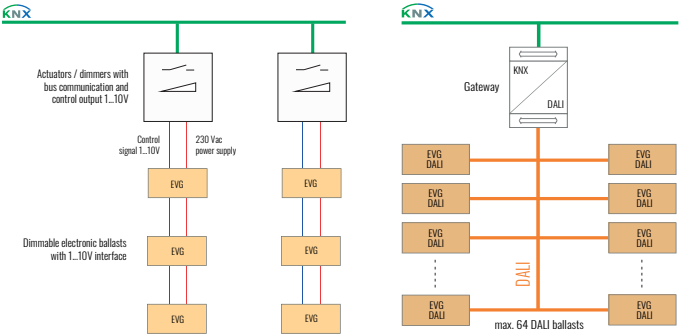 KNX
Actuators / dimmers with
bus communication and
control output 1...10V
Control
signal 1...10V
230 Vac
power supply
EVG
EVG
Dimmable electronic ballasts
with 1...10V interface
EVG
EVG
EVG
EVG
KNX
Gateway
KNX
DALI
EVG
DALI
EVG
DALI
EVG
DALI
EVG
DALI
EVG
DALI
EVG
DALI
DALI
EVG
DALI
EVG
DALI
max. 64 DALI ballasts